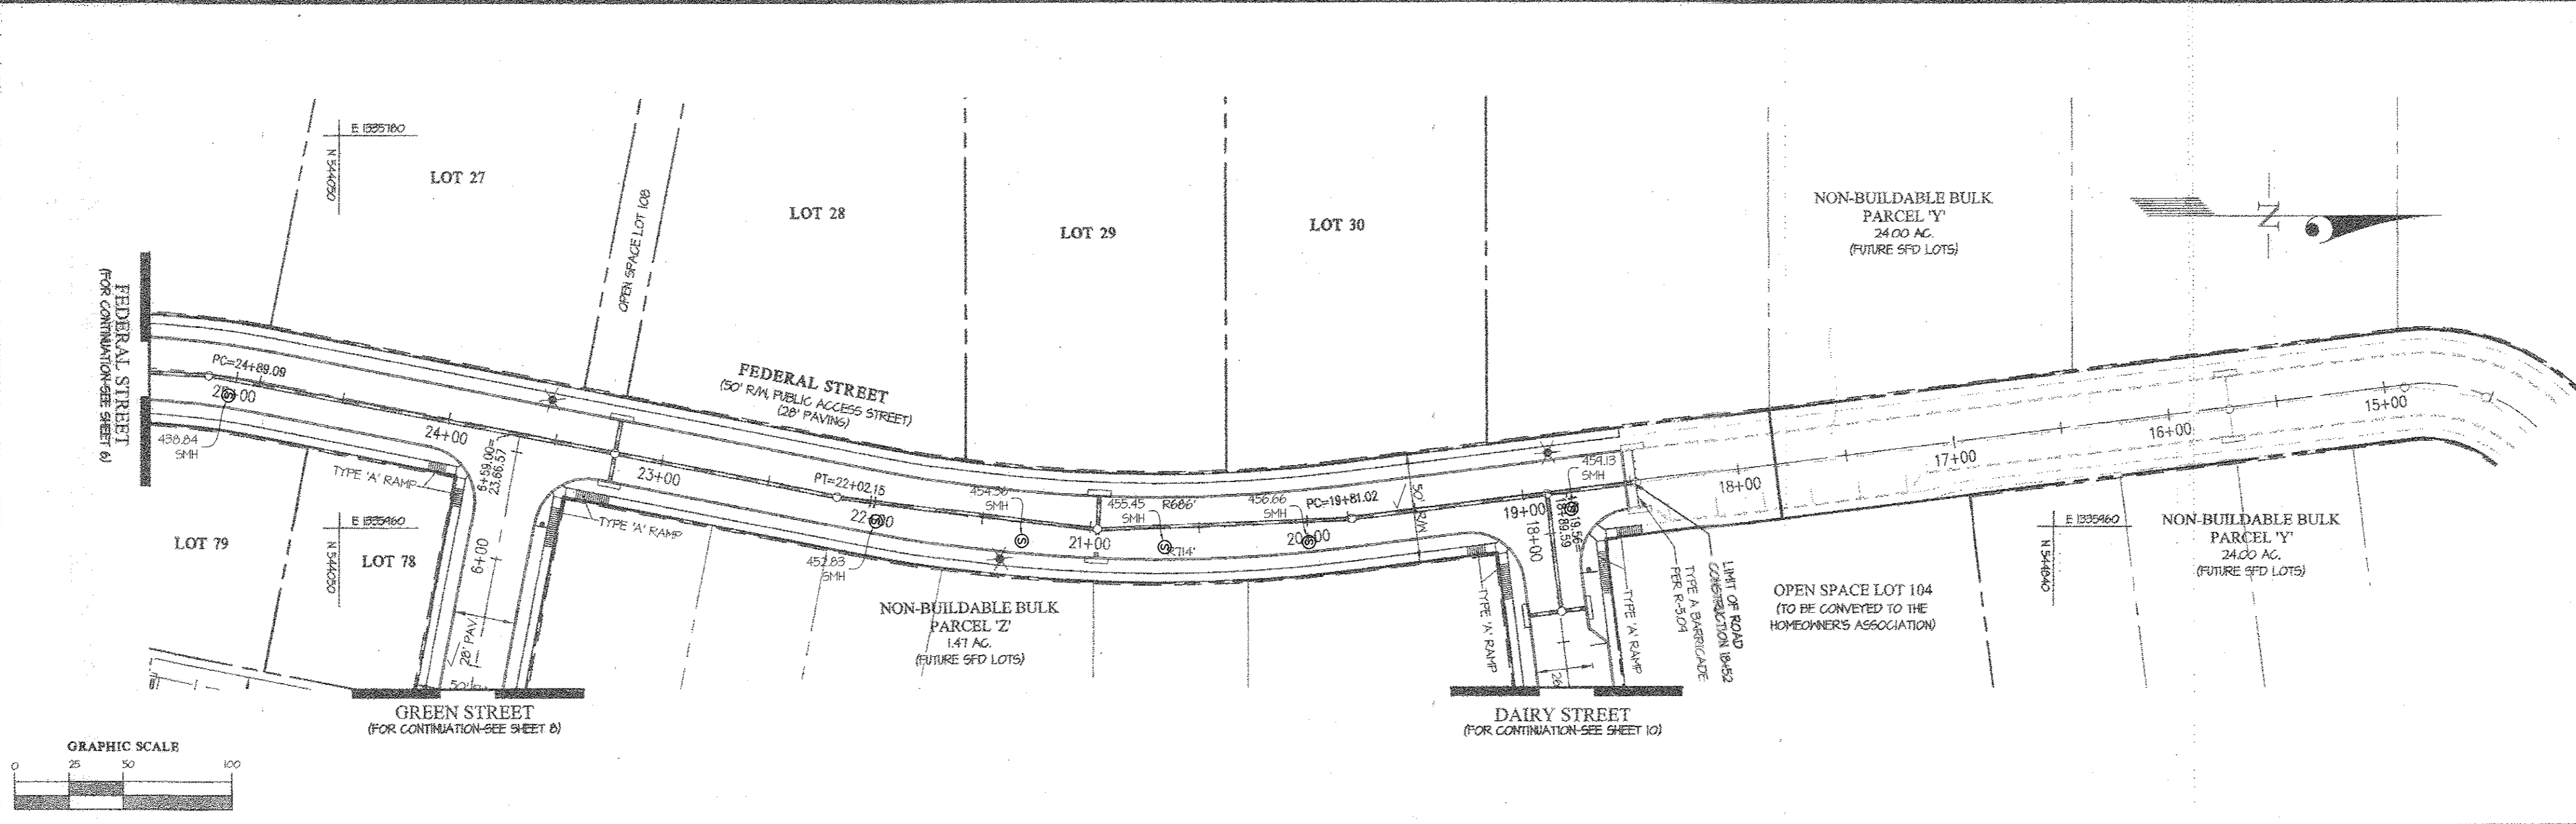 E 1335780
N 544050
LOT 27
OPEN SPACE LOT 108
LOT 28
LOT 29
LOT 30
NON-BUILDABLE BULK
PARCEL 'Y'
24.00 AC.
(FUTURE SFD LOTS)
N
FEDERAL STREET
(FOR CONTINUATION-SEE SHEET 6)
PC=24+89.09
25+00
438.84
SMH
24+00
6+59.00=
23.66.57
FEDERAL STREET
(50' R/W, PUBLIC ACCESS STREET)
(28' PAVING)
23+00
PT=22+02.15
22+00
452.83
SMH
SMH
21+00
455.45
SMH
R686'
R714'
456.66
SMH
PC=19+81.02
20+00
50' R/W
19+00
18+00
18+89.59
454.13
SMH
18+00
17+00
16+00
15+00
TYPE 'A' RAMP
TYPE 'A' RAMP
LOT 79
E 1335460
N 544050
LOT 78
6+00
28' PAV.
NON-BUILDABLE BULK
PARCEL 'Z'
1.47 AC.
(FUTURE SFD LOTS)
TYPE 'A' RAMP
TYPE 'A' RAMP
26
TYPE A BARRICADE
PER R-5.09
LIMIT OF ROAD
CONSTRUCTION 18+52
OPEN SPACE LOT 104
(TO BE CONVEYED TO THE
HOMEOWNER'S ASSOCIATION)
E 1335460
N 544640
NON-BUILDABLE BULK
PARCEL 'Y'
24.00 AC.
(FUTURE SFD LOTS)
GREEN STREET
(FOR CONTINUATION-SEE SHEET 8)
DAIRY STREET
(FOR CONTINUATION-SEE SHEET 10)
GRAPHIC SCALE
0 25 50 100